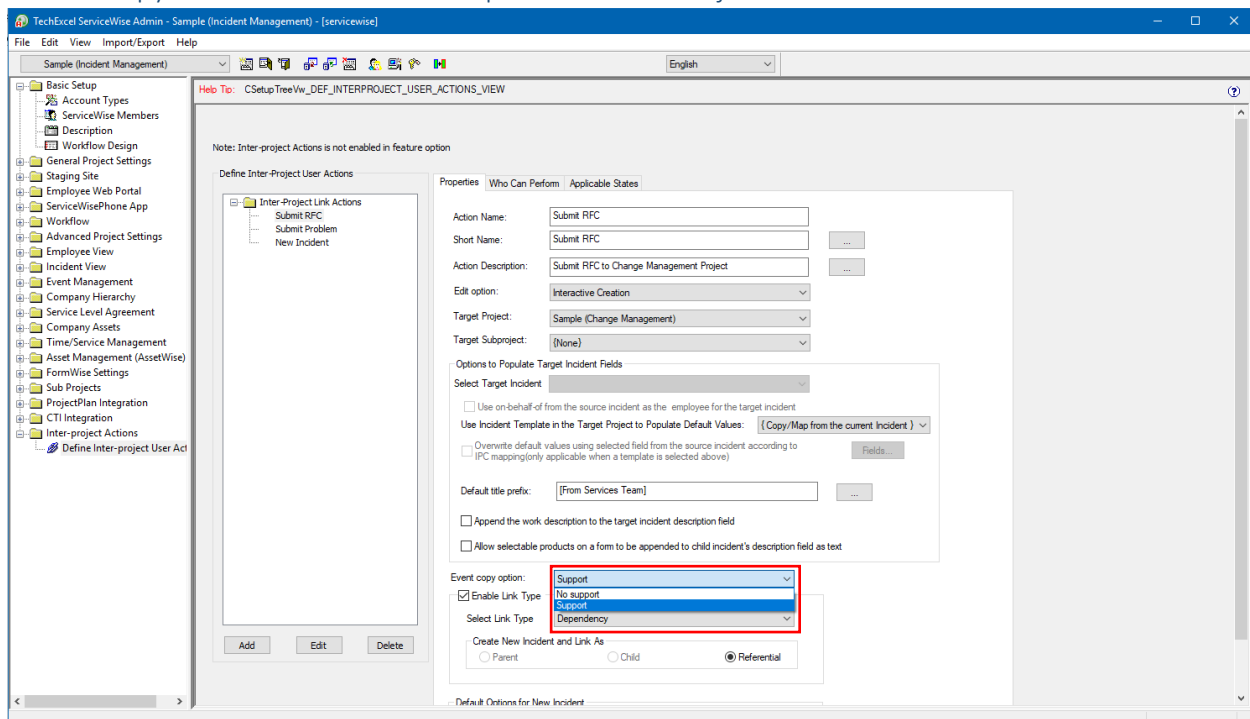 TechExcel ServiceWise Admin - Sample (Incident Management) - [servicewise]
File Edit View Import/Export Help
Sample (Incident Management)
English
Basic Setup
Account Types
ServiceWise Members
Description
Workflow Design
General Project Settings
Staging Site
Employee Web Portal
ServiceWisePhone App
Workflow
Advanced Project Settings
Employee View
Incident View
Event Management
Company Hierarchy
Service Level Agreement
Company Assets
Time/Service Management
Asset Management (AssetWise)
FormWise Settings
Sub Projects
ProjectPlan Integration
CTI Integration
Inter-project Actions
Define Inter-project User Act
Help Tip: CSetupTreeVw_DEF_INTERPROJECT_USER_ACTIONS_VIEW
Note: Inter-project Actions is not enabled in feature option
Define Inter-Project User Actions
Inter-Project Link Actions
Submit RFC
Submit Problem
New Incident
Add Edit Delete
Properties Who Can Perform Applicable States
Action Name: Submit RFC
Short Name: Submit RFC ...
Action Description: Submit RFC to Change Management Project ...
Edit option: Interactive Creation
Target Project: Sample (Change Management)
Target Subproject: {None}
Options to Populate Target Incident Fields
Select Target Incident
Use on-behalf-of from the source incident as the employee for the target incident
Use Incident Template in the Target Project to Populate Default Values: { Copy/Map from the current Incident }
Overwrite default values using selected field from the source incident according to
IPC mapping(only applicable when a template is selected above)
Fields...
Default title prefix: [From Services Team] ...
Append the work description to the target incident description field
Allow selectable products on a form to be appended to child incident's description field as text
Event copy option: Support
No support
Support
Enable Link Type
Select Link Type Dependency
Create New Incident and Link As
Parent Child Referential
Default Options for New Incident